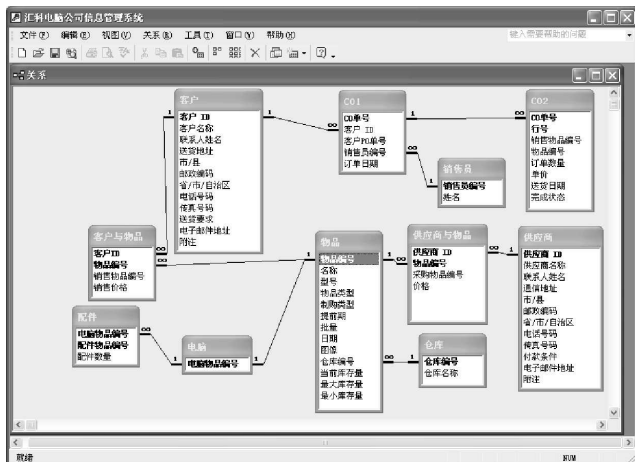 汇科电脑公司信息管理系统
文件(F) 编辑(E) 视图(V) 关系(R) 工具(T) 窗口(W) 帮助(H) 键入需要帮助的问题
关系
客户
客户 ID
客户名称
联系人姓名
送货地址
市/县
邮政编码
省/市/自治区
电话号码
传真号码
送货要求
电子邮件地址
附注
CO1
CO单号
客户 ID
客户PO单号
销售员编号
订单日期
CO2
CO单号
行号
销售物品编号
物品编号
订单数量
单价
送货日期
完成状态
销售员
销售员编号
姓名
客户与物品
客户ID
物品编号
销售物品编号
销售价格
物品
物品编号
名称
型号
物品类型
制购类型
提前期
批量
日期
图像
仓库编号
当前库存量
最大库存量
最小库存量
供应商与物品
供应商 ID
物品编号
采购物品编号
价格
供应商
供应商 ID
供应商名称
联系人姓名
通信地址
市/县
邮政编码
省/市/自治区
电话号码
传真号码
付款条件
电子邮件地址
附注
配件
电脑物品编号
配件物品编号
配件数量
电脑
电脑物品编号
仓库
仓库编号
仓库名称
1 1 1 ∞ ∞ ∞ 1 ∞ ∞ 1 1 ∞ ∞ 1 ∞ 1 1 ∞ 1
就绪 NUM